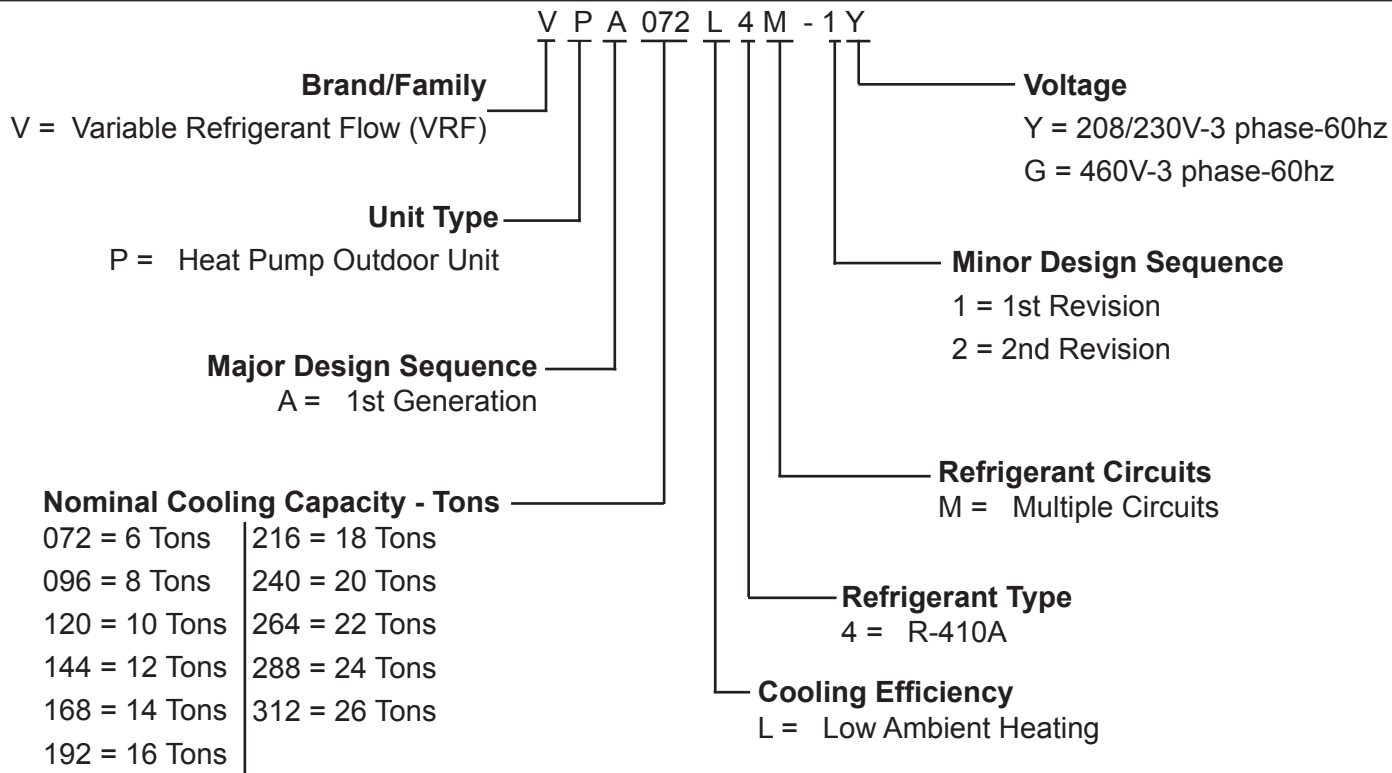 V P A 072 L 4 M - 1 Y
Brand/Family
V = Variable Refrigerant Flow (VRF)
Unit Type
P = Heat Pump Outdoor Unit
Major Design Sequence
A = 1st Generation
Nominal Cooling Capacity - Tons
072 = 6 Tons
096 = 8 Tons
120 = 10 Tons
144 = 12 Tons
168 = 14 Tons
192 = 16 Tons
216 = 18 Tons
240 = 20 Tons
264 = 22 Tons
288 = 24 Tons
312 = 26 Tons
Voltage
Y = 208/230V-3 phase-60hz
G = 460V-3 phase-60hz
Minor Design Sequence
1 = 1st Revision
2 = 2nd Revision
Refrigerant Circuits
M = Multiple Circuits
Refrigerant Type
4 = R-410A
Cooling Efficiency
L = Low Ambient Heating